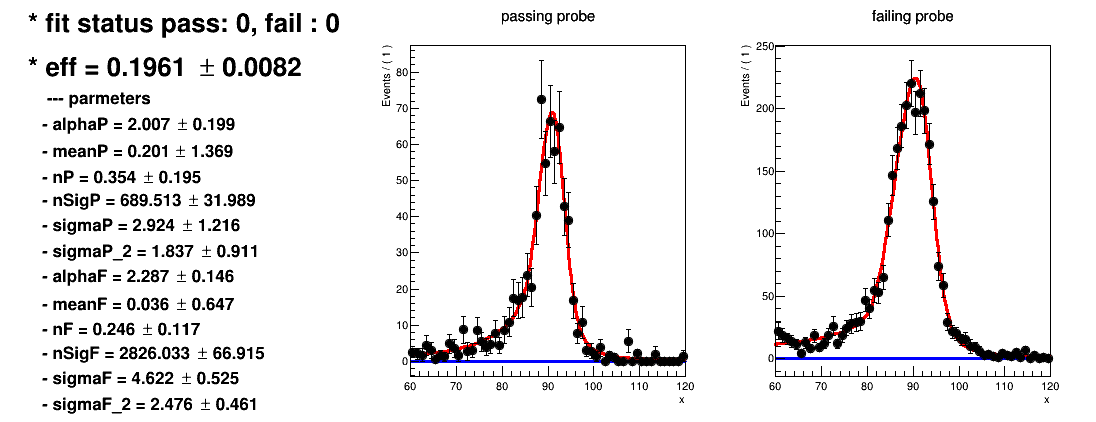 * fit status pass: 0, fail : 0
* eff = 0.1961 ± 0.0082
--- parmeters
- alphaP = 2.007 ± 0.199
- meanP = 0.201 ± 1.369
- nP = 0.354 ± 0.195
- nSigP = 689.513 ± 31.989
- sigmaP = 2.924 ± 1.216
- sigmaP_2 = 1.837 ± 0.911
- alphaF = 2.287 ± 0.146
- meanF = 0.036 ± 0.647
- nF = 0.246 ± 0.117
- nSigF = 2826.033 ± 66.915
- sigmaF = 4.622 ± 0.525
- sigmaF_2 = 2.476 ± 0.461
passing probe
Events / ( 1 )
80
70
60
50
40
30
20
10
0
60 70 80 90 100 110 120
x
failing probe
Events / ( 1 )
250
200
150
100
50
0
60 70 80 90 100 110 120
x